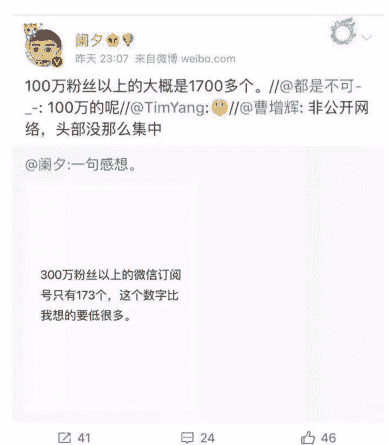 阑夕
昨天 23:07 来自微博 weibo.com
100万粉丝以上的大概是1700多个。//@都是不可-
_-: 100万的呢//@TimYang://@曹增辉: 非公开网
络，头部没那么集中
@阑夕:一句感想。
300万粉丝以上的微信订阅
号只有173个，这个数字比
我想的要低很多。
41
24
46